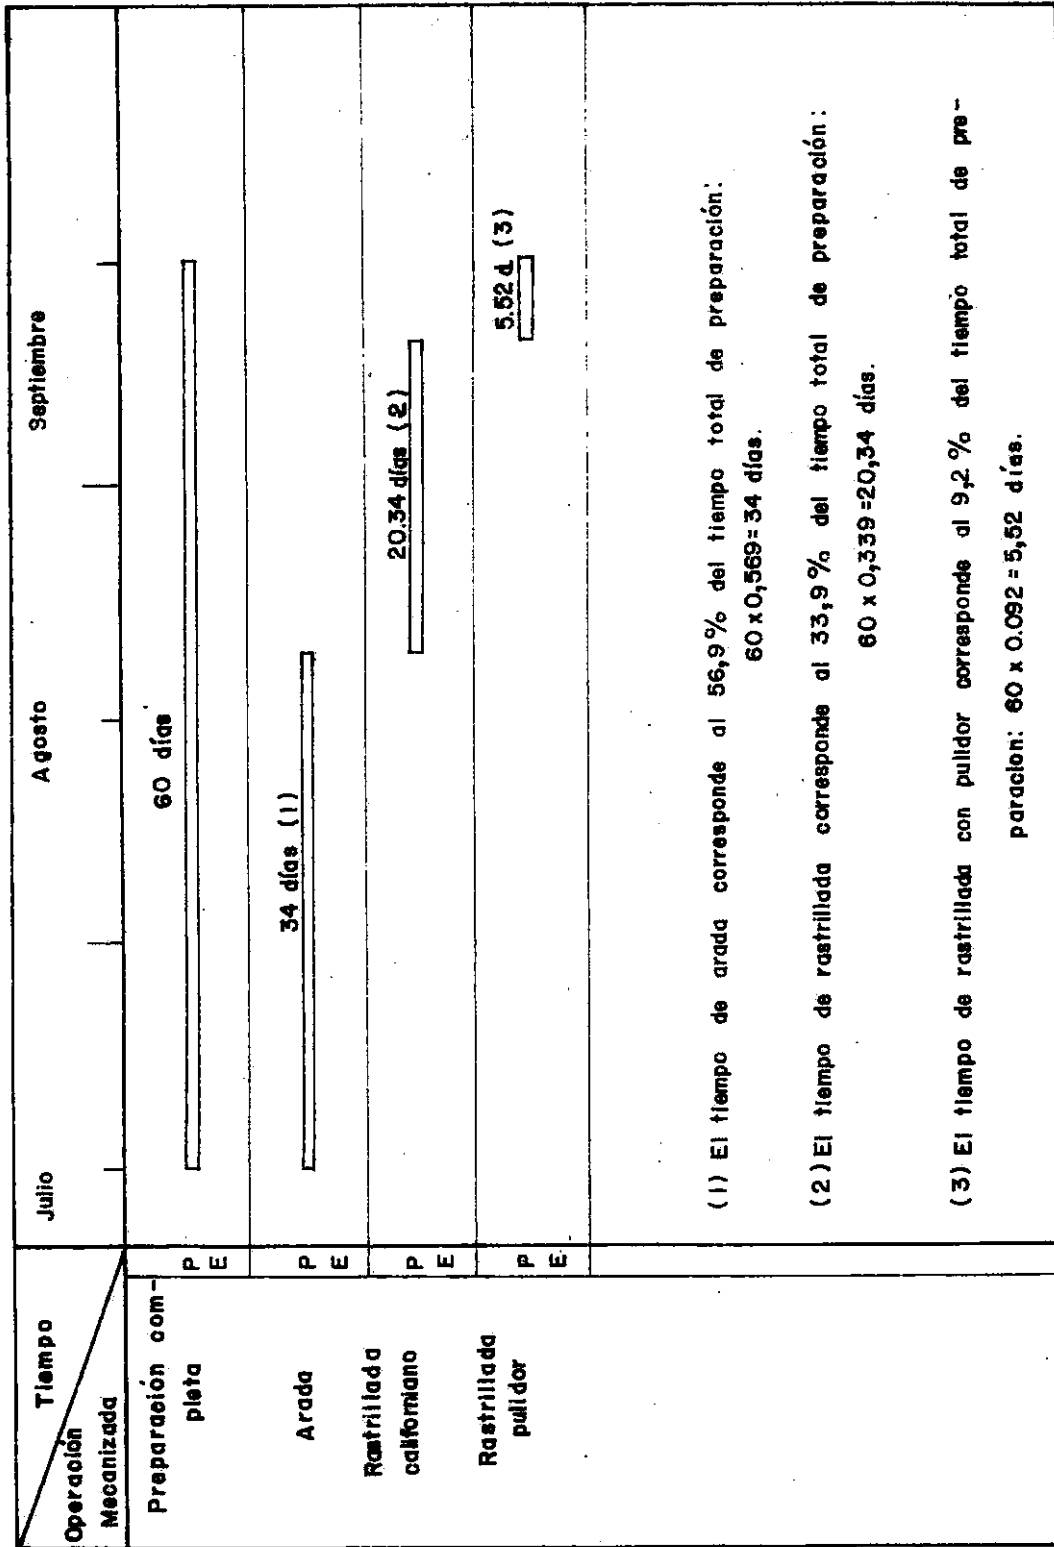 Tiempo
Operación
Mecanizada
Julio
Agosto
Septiembre
Preparación com-
pleta
P
E
60 días
Arada
P
E
34 días (1)
Rastrillada
californiano
P
E
20.34 días (2)
Rastrillada
pulidor
P
E
5.52 d. (3)
(1) El tiempo de arada corresponde al 56,9% del tiempo total de preparación:
60 x 0,569 = 34 días.
(2) El tiempo de rastrillada corresponde al 33,9% del tiempo total de preparación:
60 x 0,339 = 20,34 días.
(3) El tiempo de rastrillada con pulidor corresponde al 9,2 % del tiempo total de pre-
paracion: 60 x 0.092 = 5,52 días.